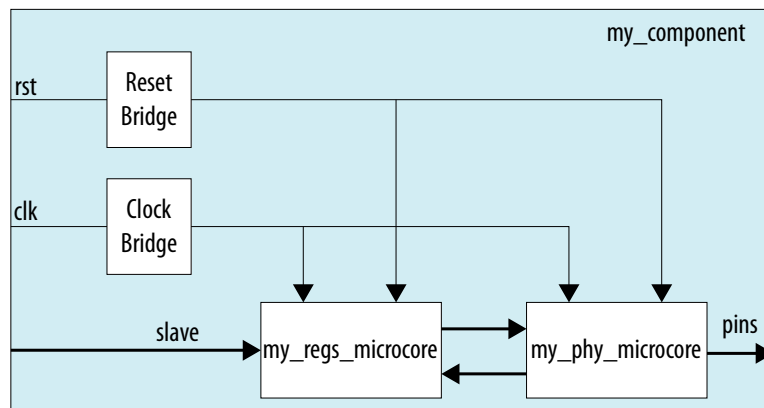 my_component
rst
Reset
Bridge
clk
Clock
Bridge
slave
my_regs_microcore
my_phy_microcore
pins